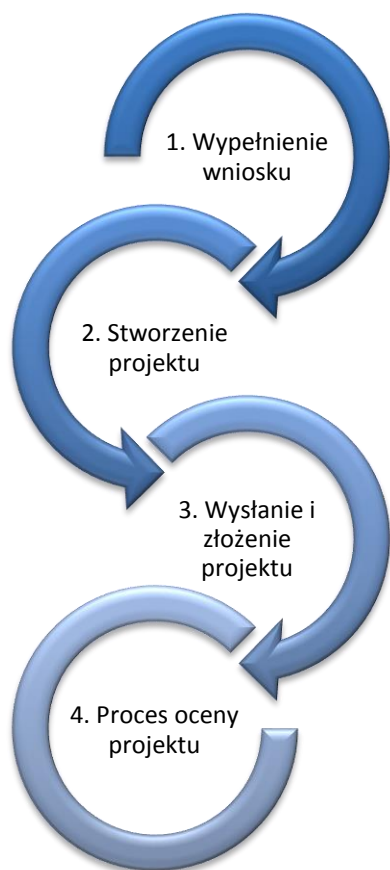 1. Wypełnienie
wniosku
2. Stworzenie
projektu
3. Wysłanie i
złożenie
projektu
4. Proces oceny
projektu